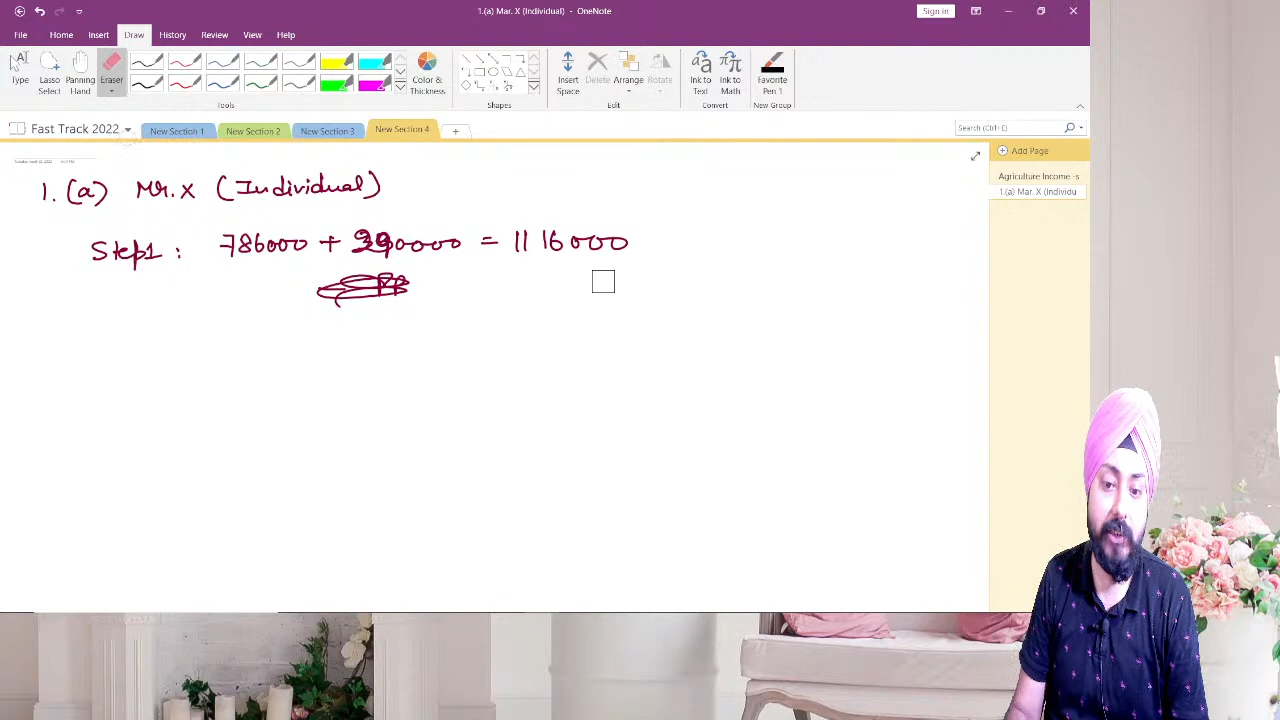 1.(a) Mar. X (Individual) - OneNote
Sign in
File Home Insert Draw History Review View Help
Type
Lasso Select
Panning Hand
Eraser
Color & Thickness
Insert Space
Delete
Arrange
Rotate
Ink to Text
Ink to Math
Favorite Pen 1
Tools
Shapes
Edit
Convert
New Group
Fast Track 2022
New Section 1
New Section 2
New Section 3
New Section 4
+
Search (Ctrl+E)
Add Page
Agriculture Income -s
1.(a) Mar. X (Individu
1.(a) Mr. X (Individual)
Step1 : 786000 + 0000 = 1116000